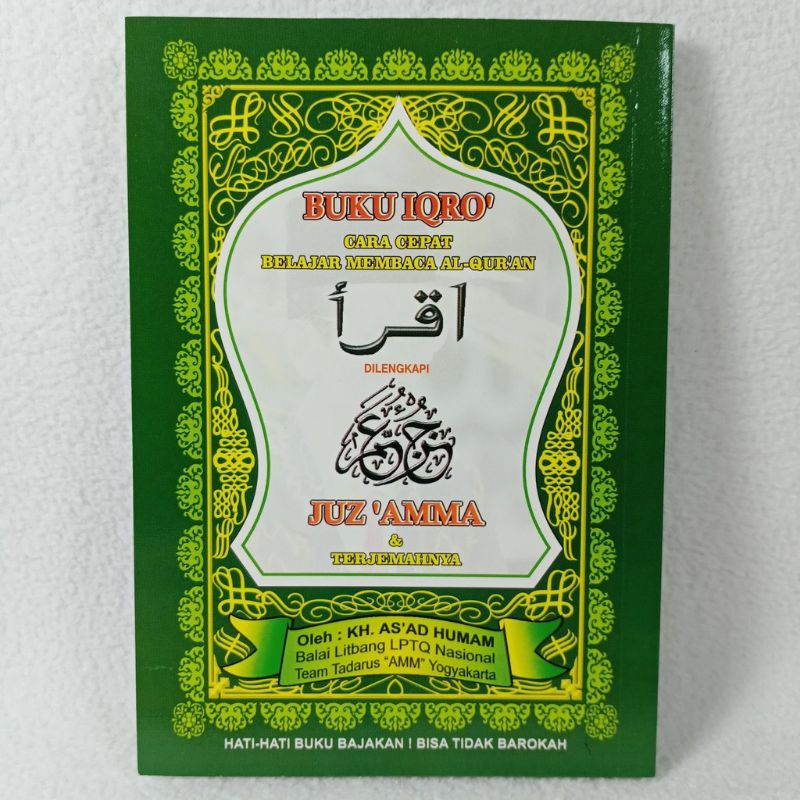 BUKU IQRO'
CARA CEPAT
BELAJAR MEMBACA AL-QUR'AN
اقرأ
DILENGKAPI
جزء عمّ
JUZ 'AMMA
&
TERJEMAHNYA
Oleh : KH. AS'AD HUMAM
Balai Litbang LPTQ Nasional
Team Tadarus "AMM" Yogyakarta
HATI-HATI BUKU BAJAKAN ! BISA TIDAK BAROKAH